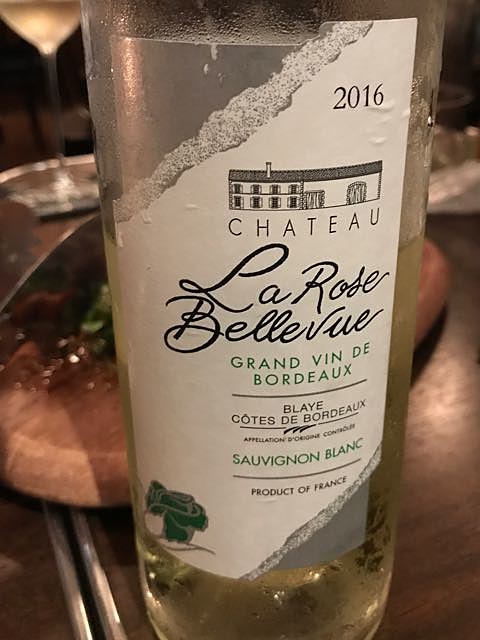 2016
CHATEAU
La Rose
Bellevue
GRAND VIN DE
BORDEAUX
BLAYE
CÔTES DE BORDEAUX
APPELLATION D'ORIGINE CONTRÔLÉE
SAUVIGNON BLANC
PRODUCT OF FRANCE